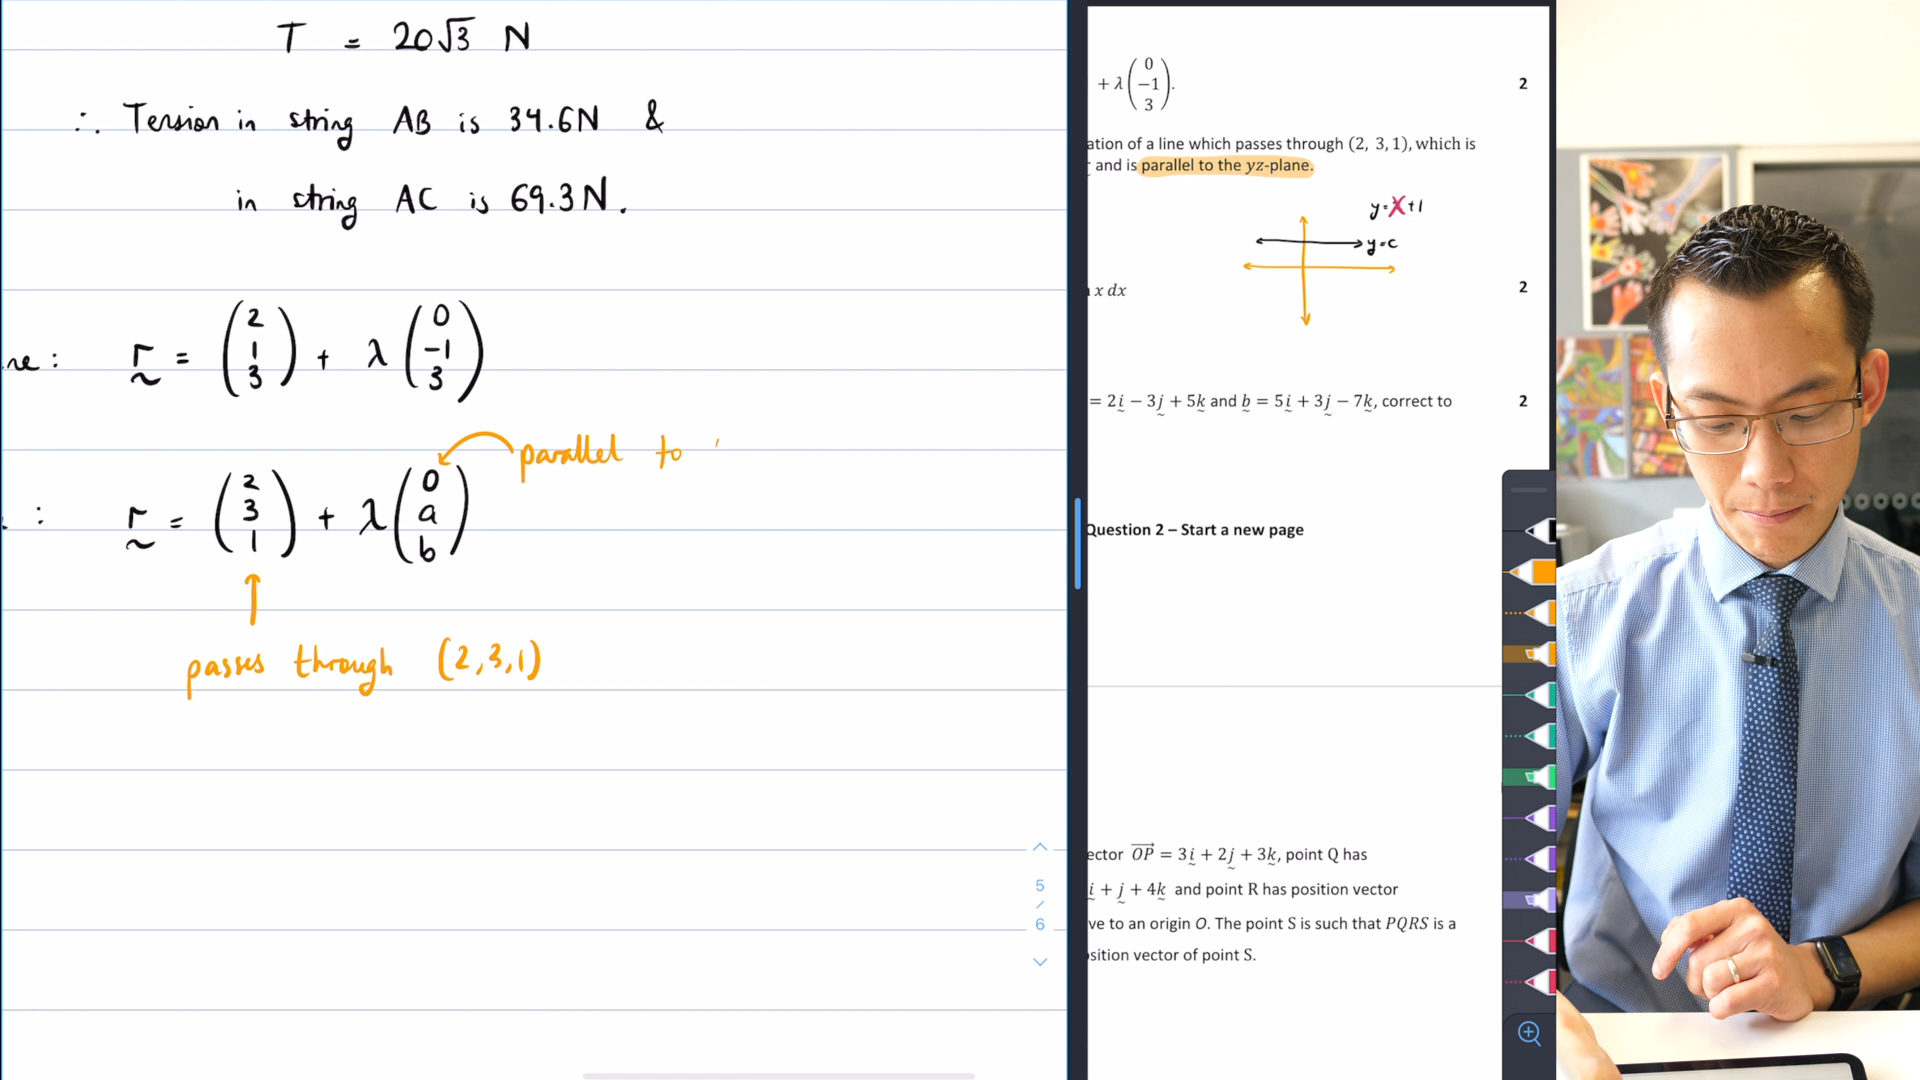 T = 20√3 N
∴ Tension in string AB is 34.6N &
in string AC is 69.3N.
ne: r = (2 1 3) + λ (0 -1 3)
parallel to
: r = (2 3 1) + λ (0 a b)
passes through (2,3,1)
5
/
6
+ λ (0 −1 3). 2
ation of a line which passes through (2, 3, 1), which is
and is parallel to the yz-plane.
y=x+1
y=c
x dx 2
= 2i − 3j + 5k and b = 5i + 3j − 7k, correct to 2
Question 2 – Start a new page
ector OP = 3i + 2j + 3k, point Q has
i + j + 4k and point R has position vector
ve to an origin O. The point S is such that PQRS is a
sition vector of point S.